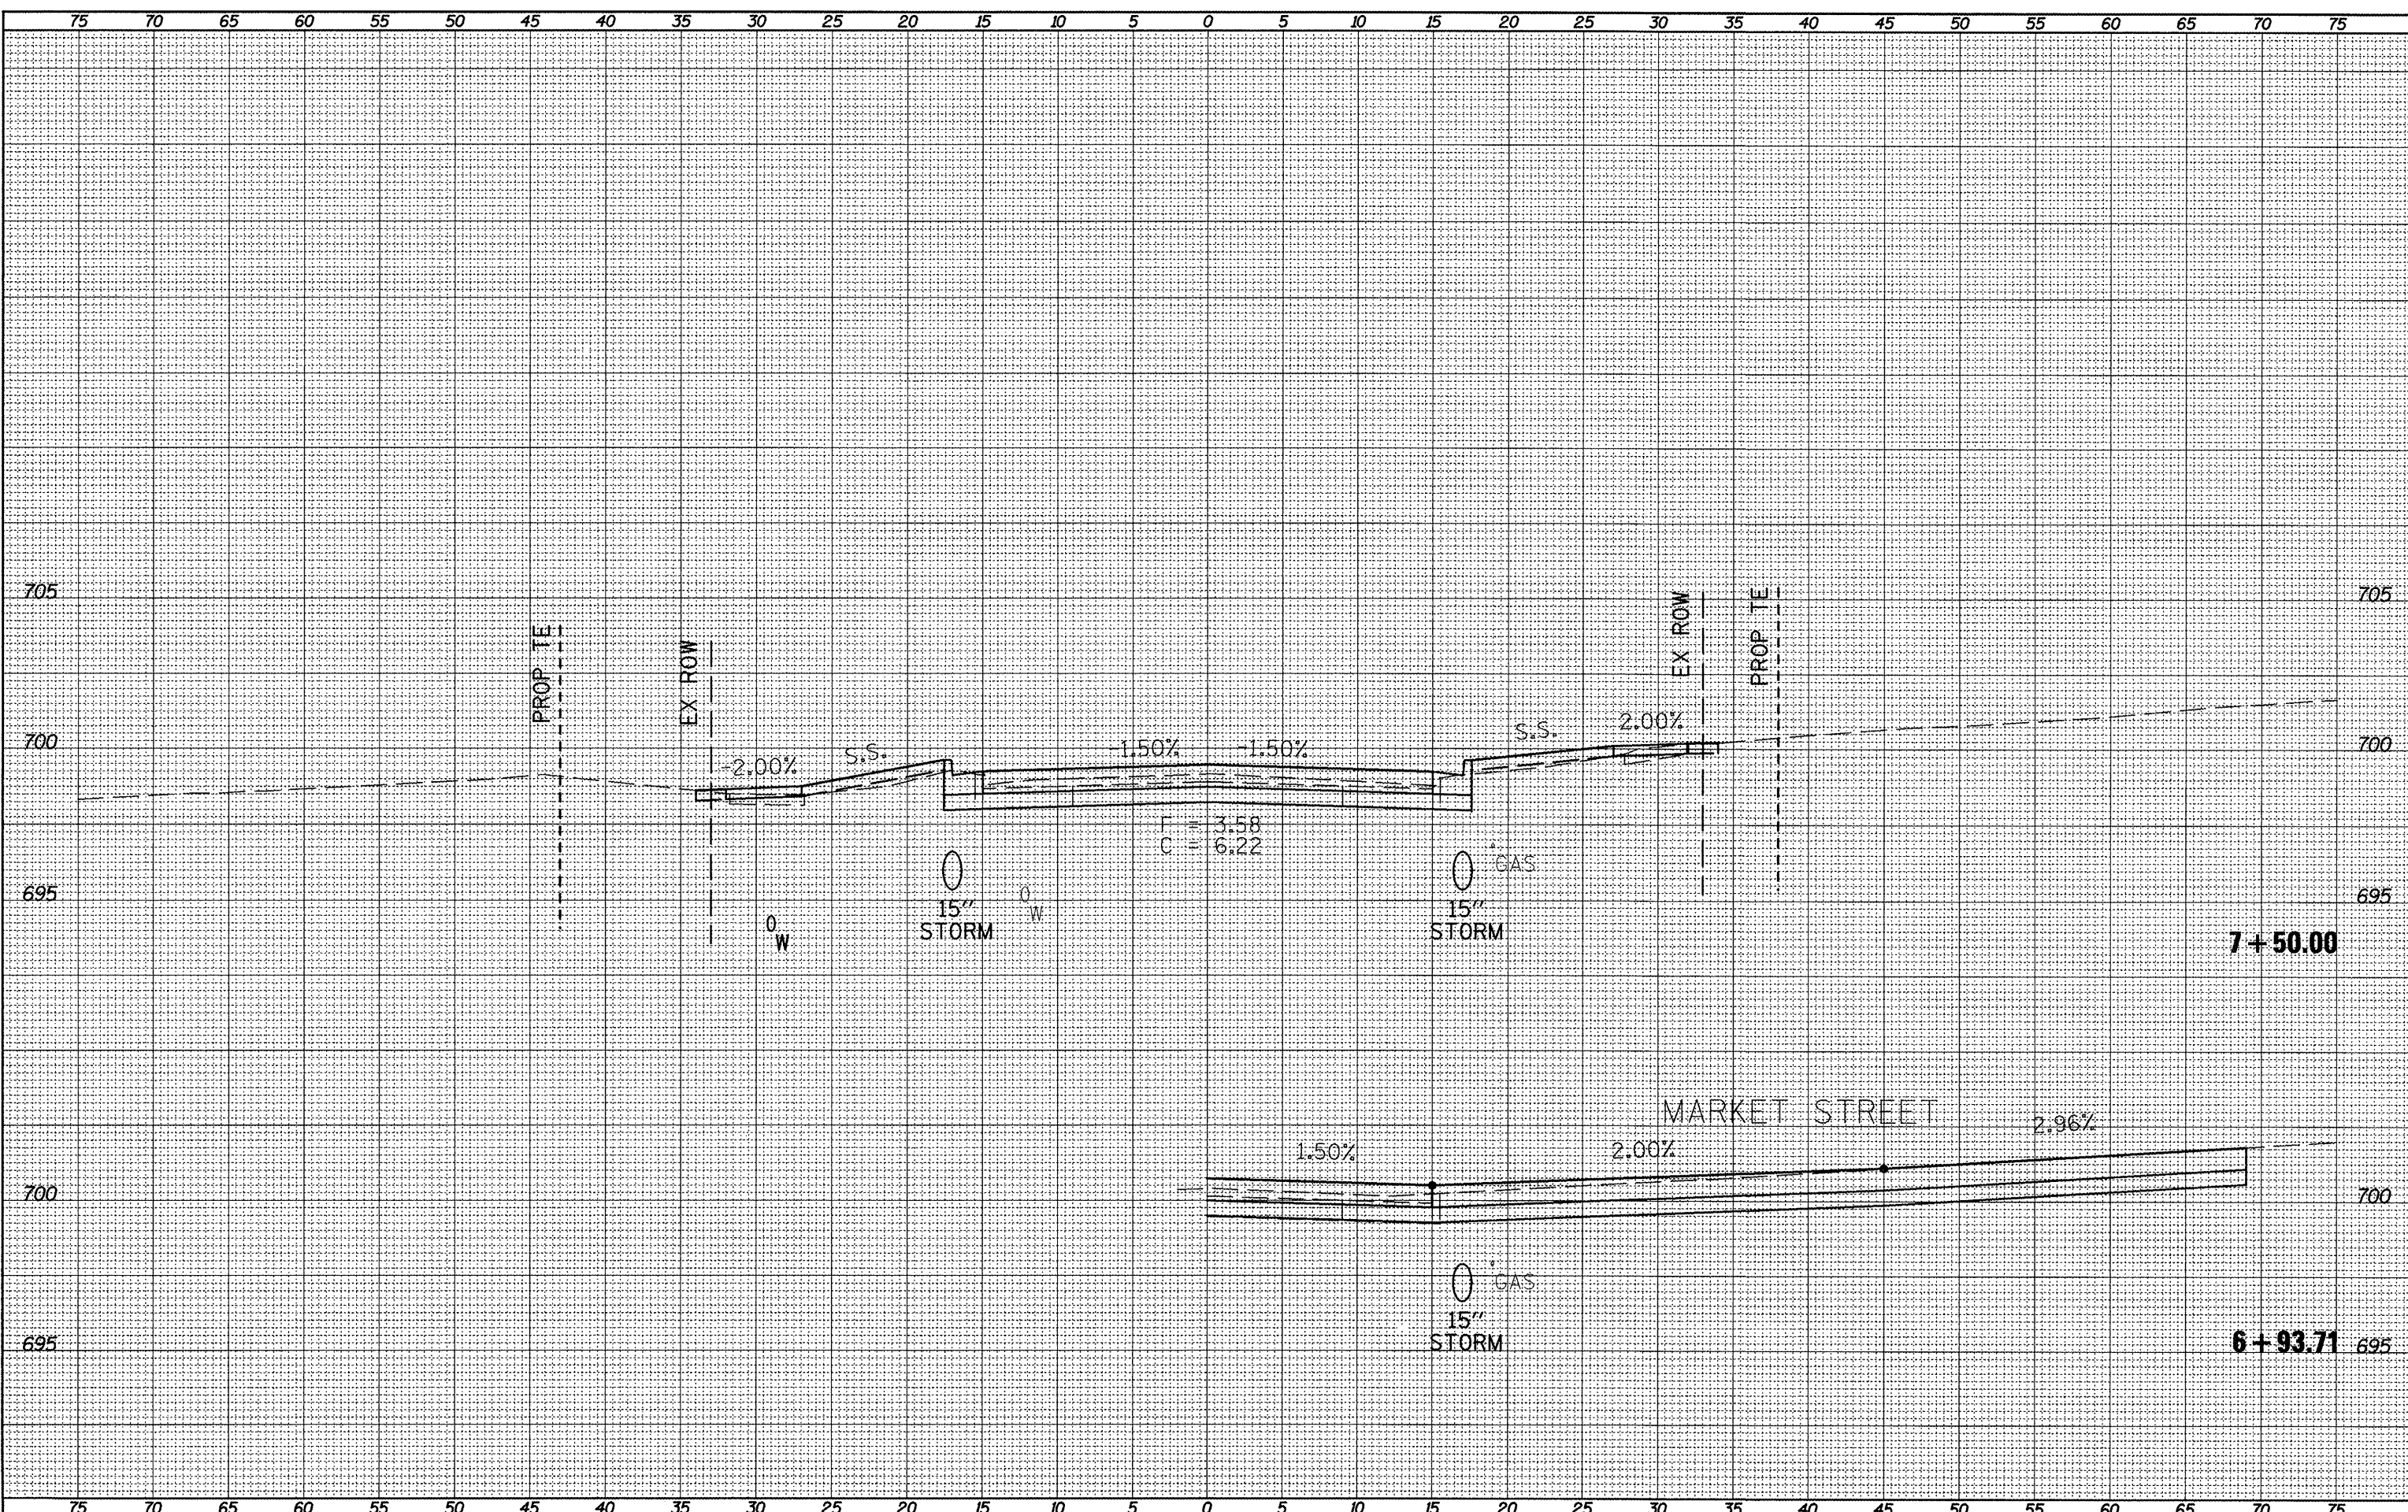 75 70 65 60 55 50 45 40 35 30 25 20 15 10 5 0 5 10 15 20 25 30 35 40 45 50 55 60 65 70 75
705 705
PROP TE
EX ROW
EX ROW
PROP TE
700 700
-2.00%
S.S.
-1.50%
-1.50%
S.S.
2.00%
F = 3.58
C = 6.22
GAS
695 695
15"
STORM
W
W
15"
STORM
7+50.00
MARKET STREET
1.50%
2.00%
2.96%
700 700
GAS
15"
STORM
695 695
6+93.71
75 70 65 60 55 50 45 40 35 30 25 20 15 10 5 0 5 10 15 20 25 30 35 40 45 50 55 60 65 70 75